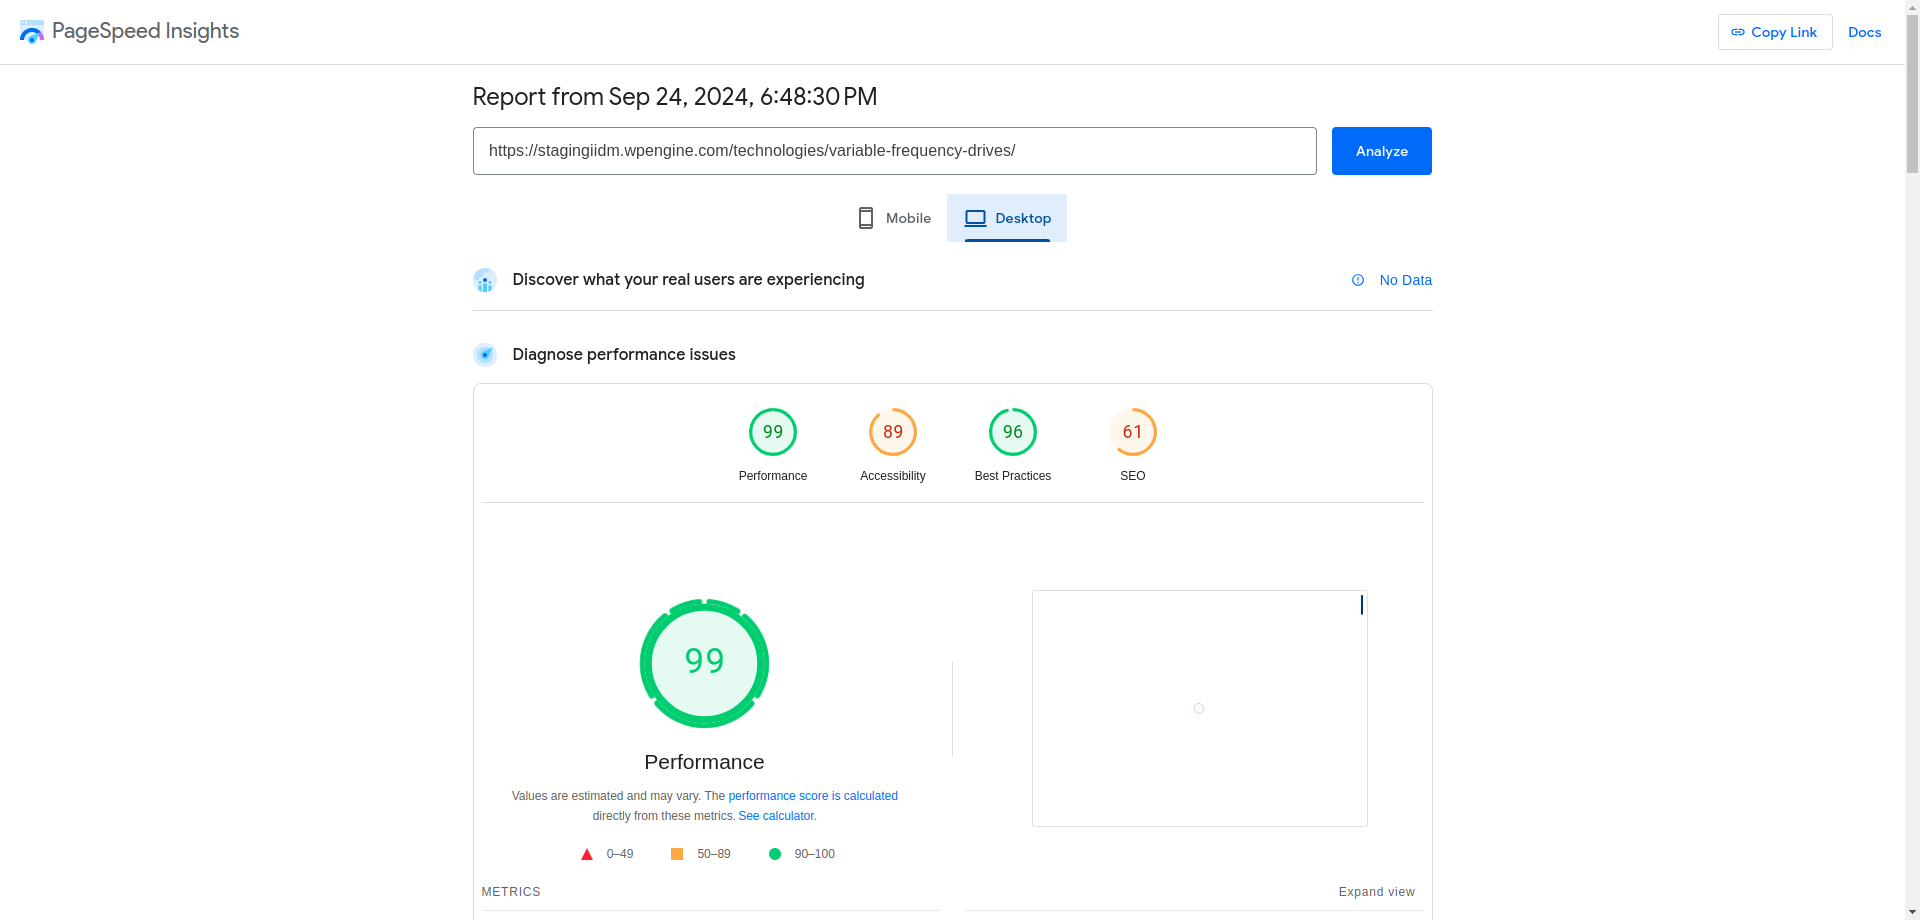 PageSpeed Insights
Copy Link
Docs
Report from Sep 24, 2024, 6:48:30 PM
https://stagingiidm.wpengine.com/technologies/variable-frequency-drives/
Analyze
Mobile
Desktop
Discover what your real users are experiencing
No Data
Diagnose performance issues
99
89
96
61
Performance
Accessibility
Best Practices
SEO
99
Performance
Values are estimated and may vary. The performance score is calculated
directly from these metrics. See calculator.
0–49
50–89
90–100
METRICS
Expand view